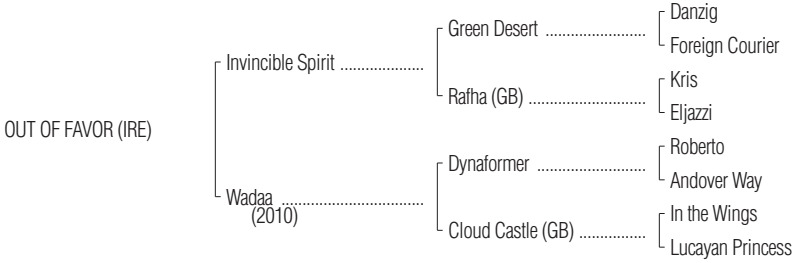 Danzig
Green Desert ........................
Foreign Courier
Invincible Spirit ....................
Kris
Rafha (GB) ............................
Eljazzi
OUT OF FAVOR (IRE)
Roberto
Dynaformer ..........................
Andover Way
Wadaa ..................................
(2010)
In the Wings
Cloud Castle (GB) ................
Lucayan Princess